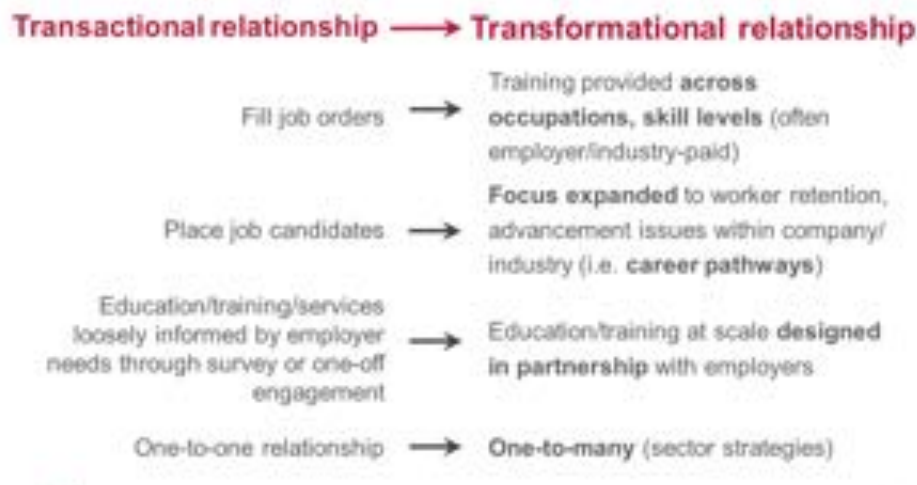 Transactional relationship → Transformational relationship
Fill job orders → Training provided across
occupations, skill levels (often
employer/industry-paid)
Place job candidates → Focus expanded to worker retention,
advancement issues within company/
industry (i.e. career pathways)
Education/training/services
loosely informed by employer
needs through survey or one-off
engagement
→ Education/training at scale designed
in partnership with employers
One-to-one relationship → One-to-many (sector strategies)